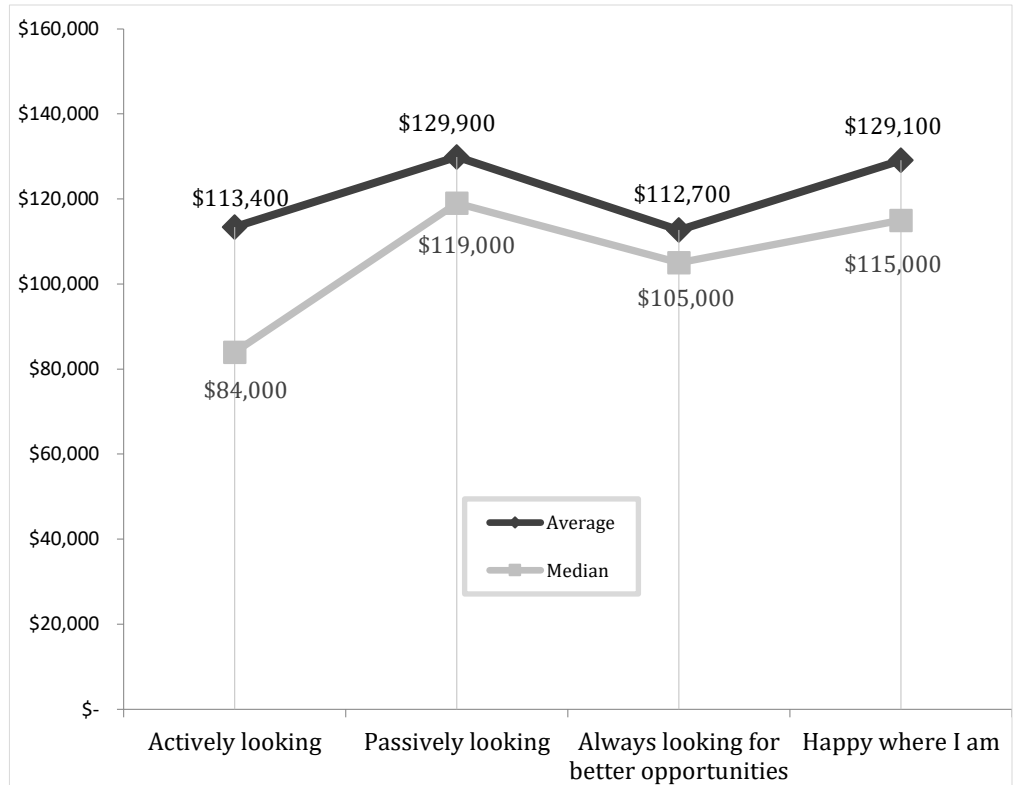 $160,000
$140,000
$120,000
$100,000
$80,000
$60,000
$40,000
$20,000
$-
$113,400
$129,900
$112,700
$129,100
$84,000
$119,000
$105,000
$115,000
Average
Median
Actively looking
Passively looking
Always looking for
better opportunities
Happy where I am